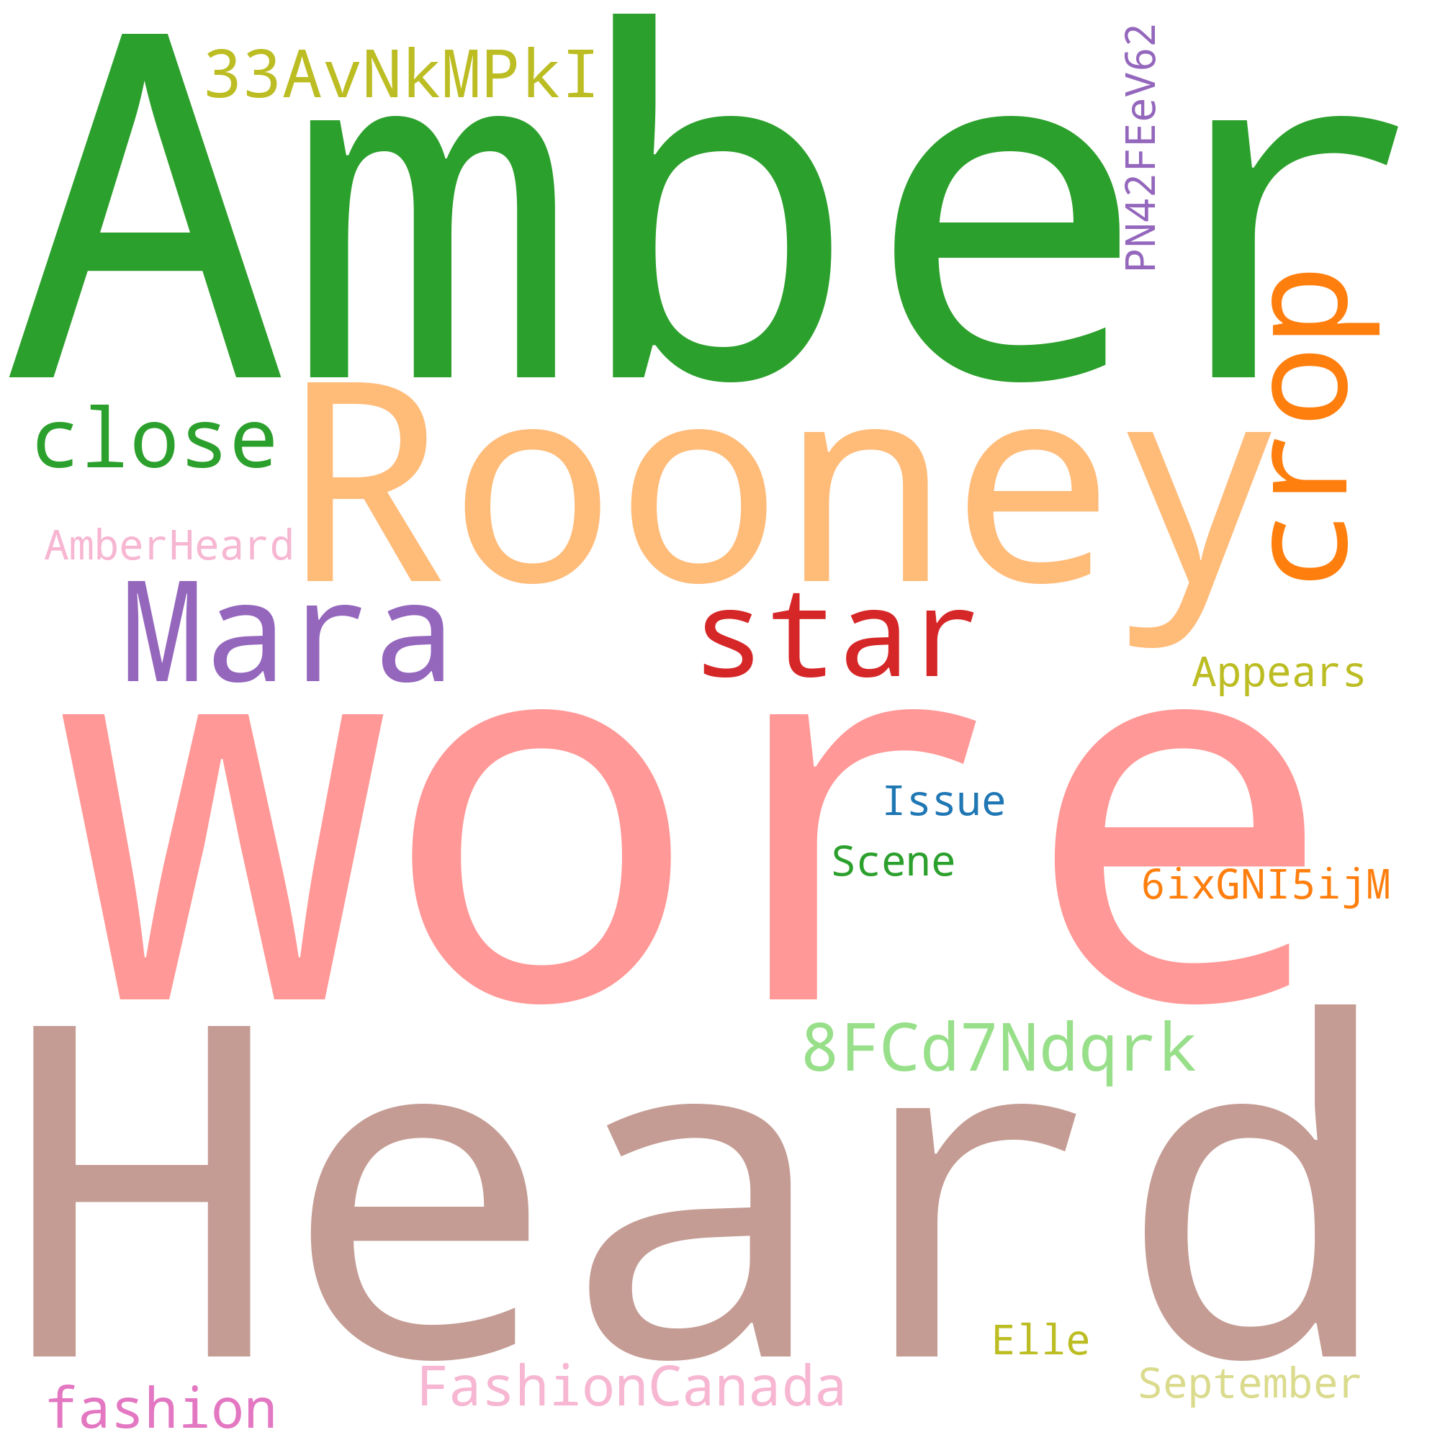 Amber
33AvNkMPkI
PN42FEeV62
crop
close
Rooney
AmberHeard
Mara
star
Appears
wore
Issue
Scene
6ixGNI5ijM
Heard
8FCd7Ndqrk
Elle
FashionCanada
September
fashion